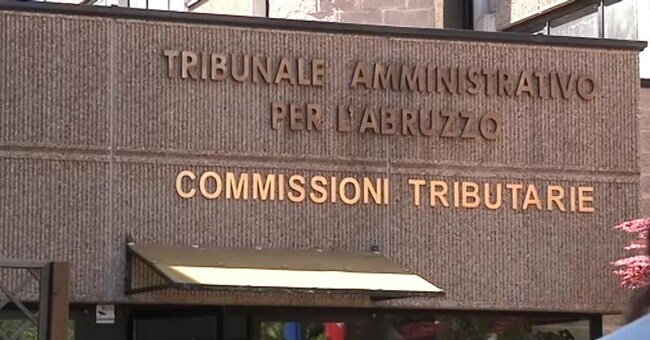 TRIBUNALE AMMINISTRATIVO
PER L'ABRUZZO
COMMISSIONI TRIBUTARIE